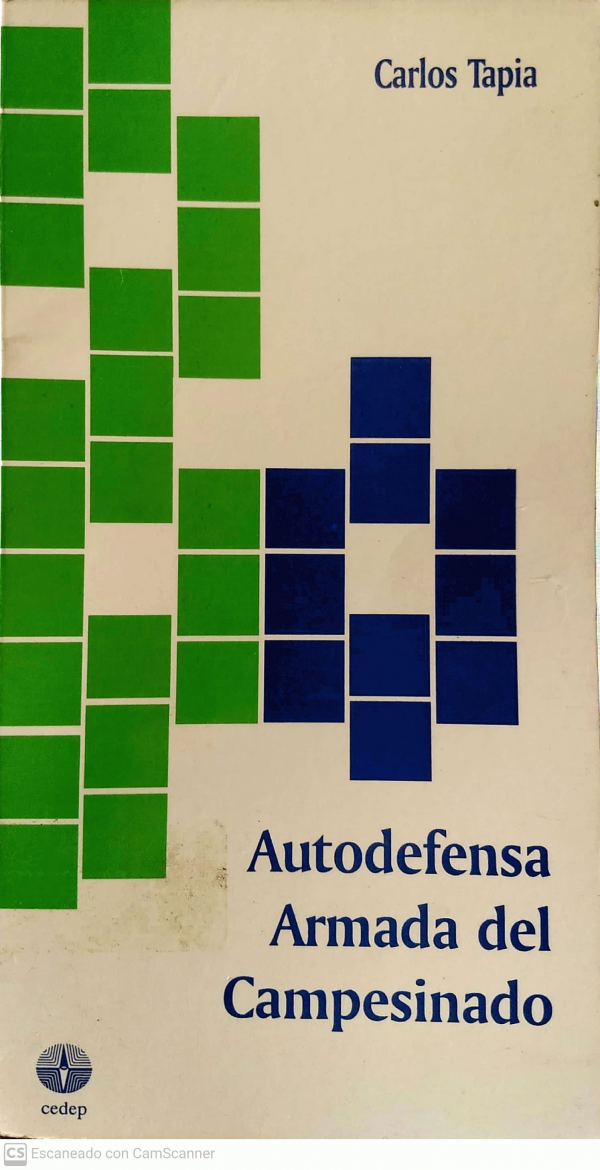 Carlos Tapia
Autodefensa
Armada del
Campesinado
cedep
CS Escaneado con CamScanner